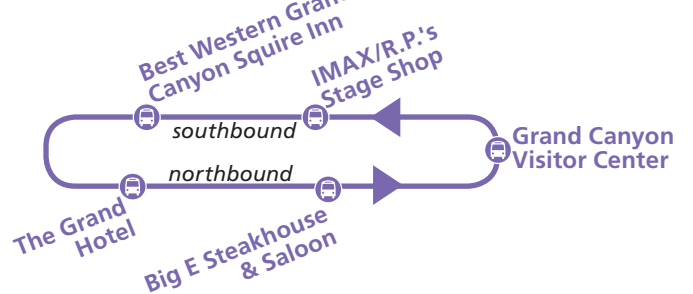 Best Western Grand
Canyon Squire Inn
IMAX/R.P.'s
Stage Shop
southbound
Grand Canyon
Visitor Center
northbound
The Grand
Hotel
Big E Steakhouse
& Saloon